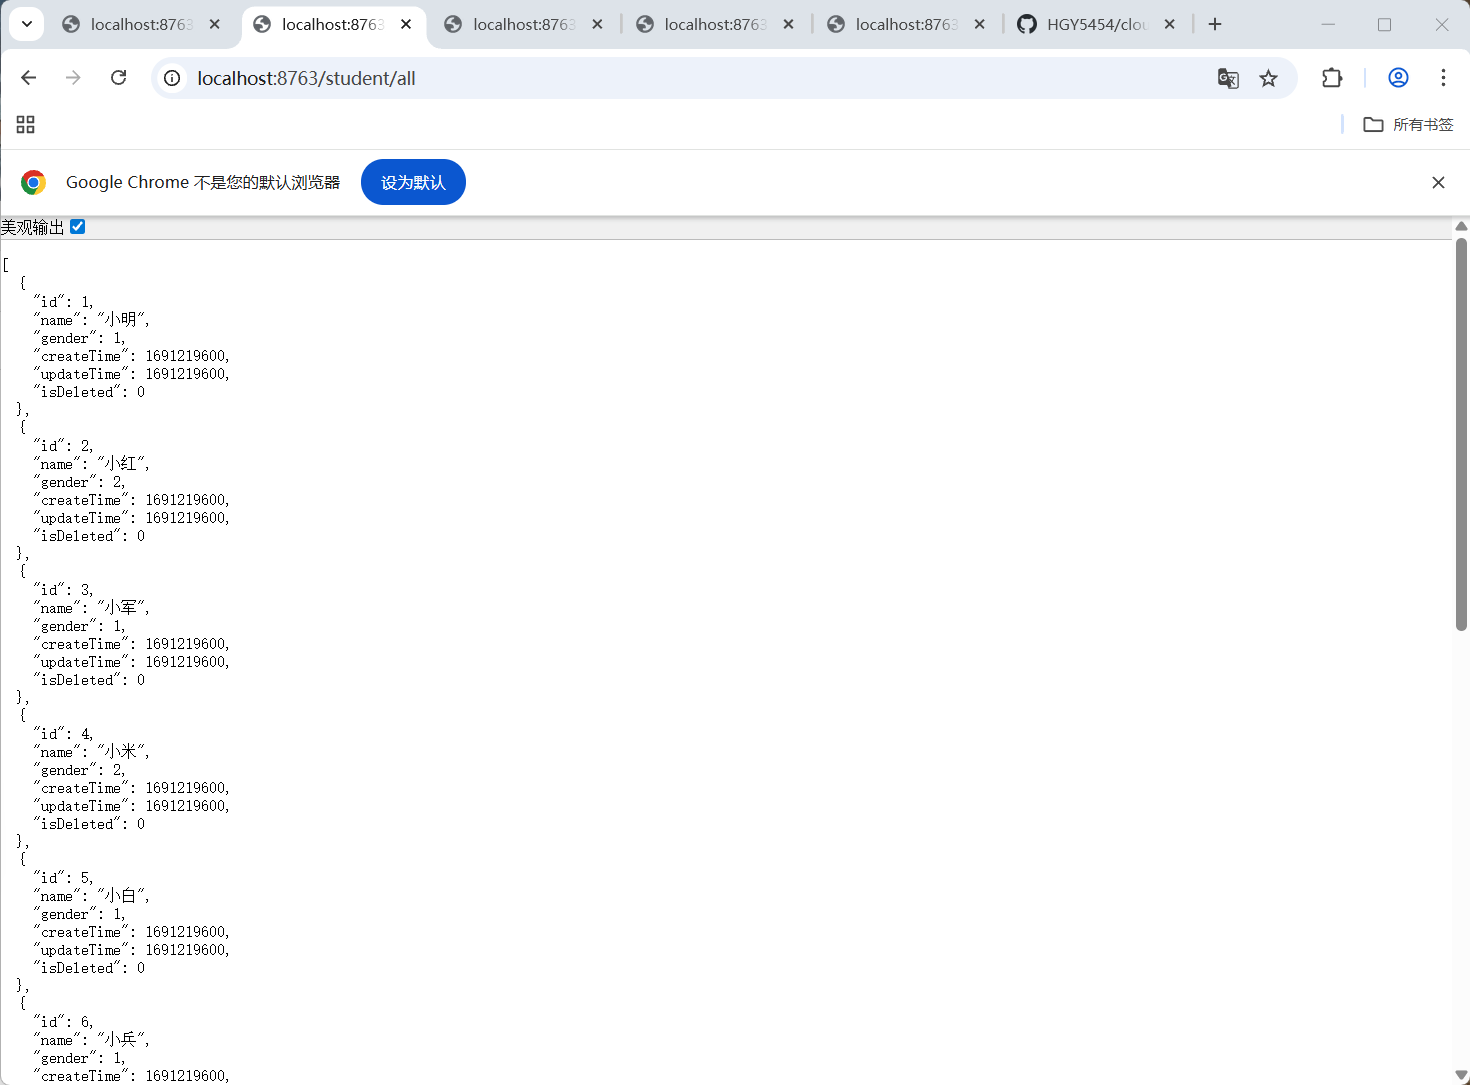 localhost:8763
localhost:8763
localhost:8763
localhost:8763
localhost:8763
HGY5454/clou
localhost:8763/student/all
所有书签
Google Chrome 不是您的默认浏览器
设为默认
美观输出
[
  {
    "id": 1,
    "name": "小明",
    "gender": 1,
    "createTime": 1691219600,
    "updateTime": 1691219600,
    "isDeleted": 0
  },
  {
    "id": 2,
    "name": "小红",
    "gender": 2,
    "createTime": 1691219600,
    "updateTime": 1691219600,
    "isDeleted": 0
  },
  {
    "id": 3,
    "name": "小军",
    "gender": 1,
    "createTime": 1691219600,
    "updateTime": 1691219600,
    "isDeleted": 0
  },
  {
    "id": 4,
    "name": "小米",
    "gender": 2,
    "createTime": 1691219600,
    "updateTime": 1691219600,
    "isDeleted": 0
  },
  {
    "id": 5,
    "name": "小白",
    "gender": 1,
    "createTime": 1691219600,
    "updateTime": 1691219600,
    "isDeleted": 0
  },
  {
    "id": 6,
    "name": "小兵",
    "gender": 1,
    "createTime": 1691219600,